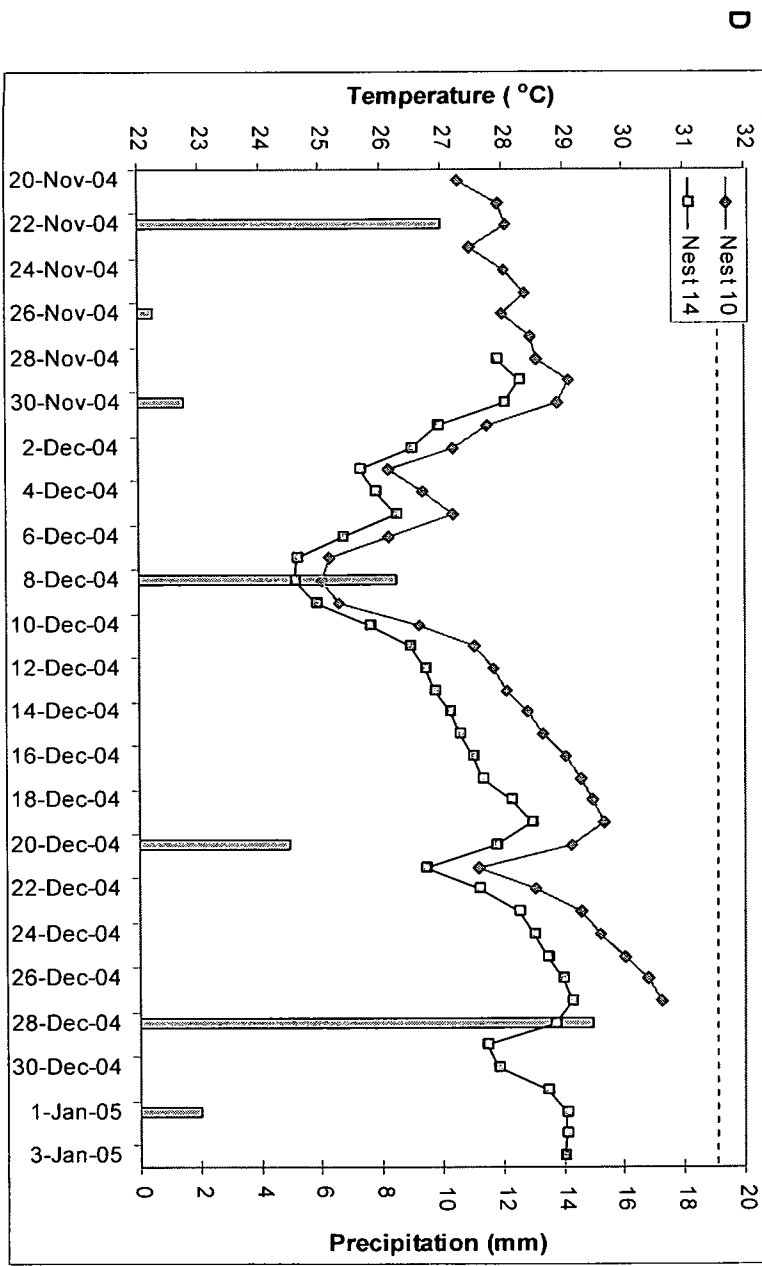 D
Temperature ( °C)
22 23 24 25 26 27 28 29 30 31 32
Nest 10
Nest 14
20-Nov-04
22-Nov-04
24-Nov-04
26-Nov-04
28-Nov-04
30-Nov-04
2-Dec-04
4-Dec-04
6-Dec-04
8-Dec-04
10-Dec-04
12-Dec-04
14-Dec-04
16-Dec-04
18-Dec-04
20-Dec-04
22-Dec-04
24-Dec-04
26-Dec-04
28-Dec-04
30-Dec-04
1-Jan-05
3-Jan-05
0 2 4 6 8 10 12 14 16 18 20
Precipitation (mm)